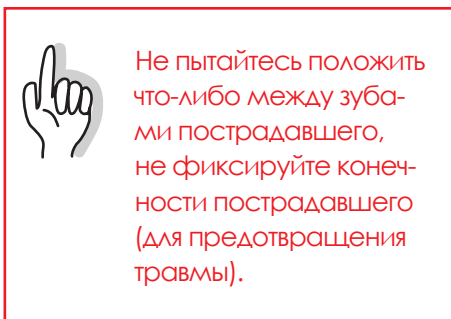 Не пытайтесь положить
что-либо между зуба-
ми пострадавшего,
не фиксируйте конеч-
ности пострадавшего
(для предотвращения
травмы).